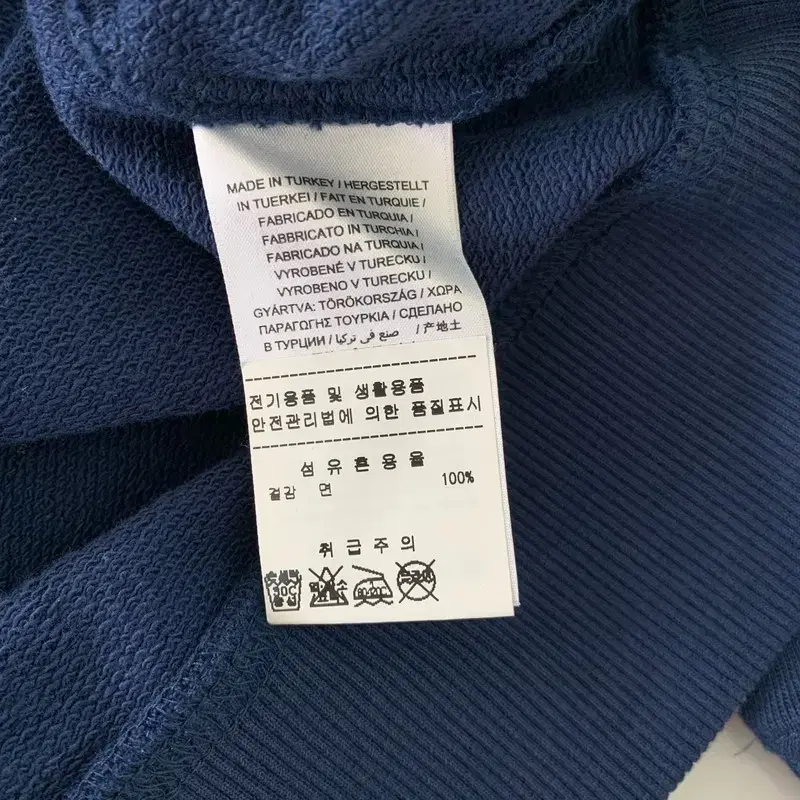 MADE IN TURKEY / HERGESTELLT
IN TUERKEI / FAIT EN TURQUIE /
FABRICADO EN TURQUIA /
FABBRICATO IN TURCHIA /
FABRICADO NA TURQUIA /
VYROBENÉ V TURECKU /
VYROBENO V TURECKU /
GYÁRTVA: TÖRÖKORSZÁG / ΧΩΡΑ
ΠΑΡΑΓΩΓΗΣ ΤΟΥΡΚΙΑ / СДЕЛАНО
В ТУРЦИИ / صنع في تركيا / 产地土
전기용품 및 생활용품
안전관리법에 의한 품질표시
섬유혼용율
겉감 면 100%
취급주의
30℃